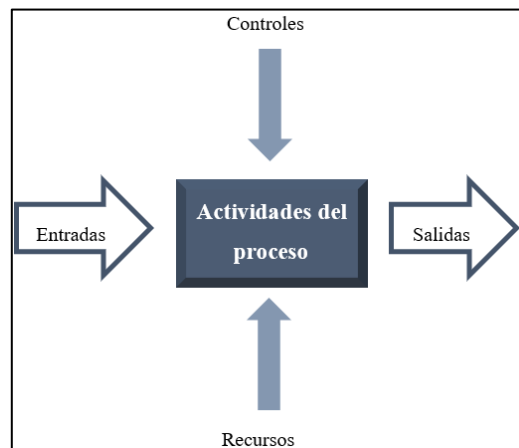 Controles
Entradas
Actividades del
proceso
Salidas
Recursos